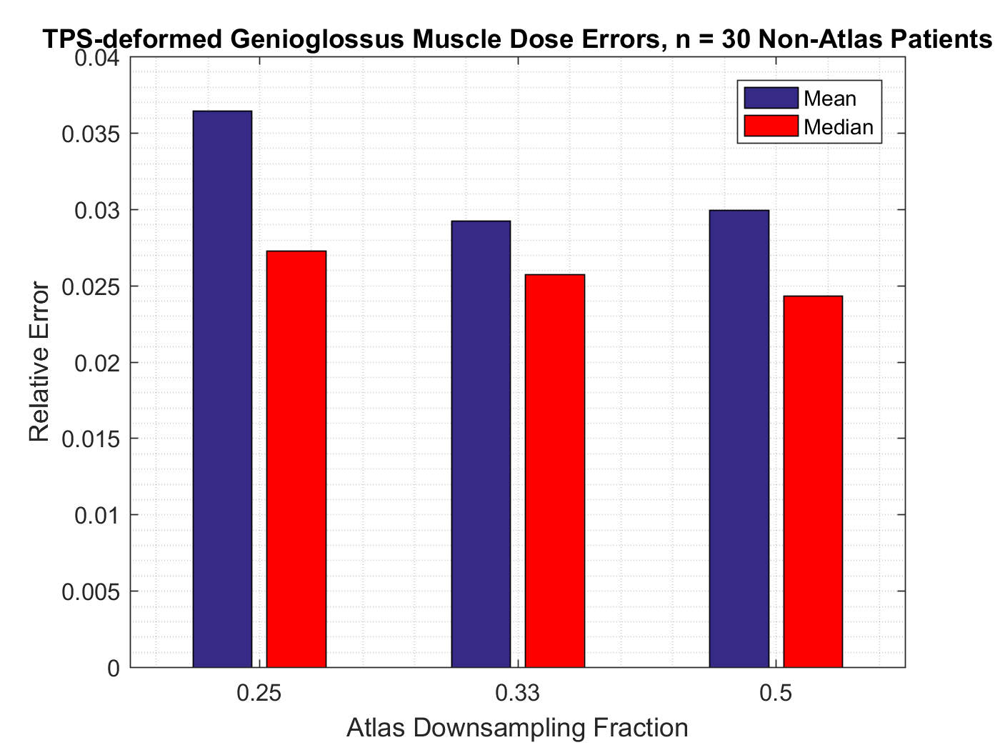 TPS-deformed Genioglossus Muscle Dose Errors, n = 30 Non-Atlas Patients
0.04
0.035
0.03
0.025
0.02
0.015
0.01
0.005
0
Relative Error
Mean
Median
0.25
0.33
0.5
Atlas Downsampling Fraction